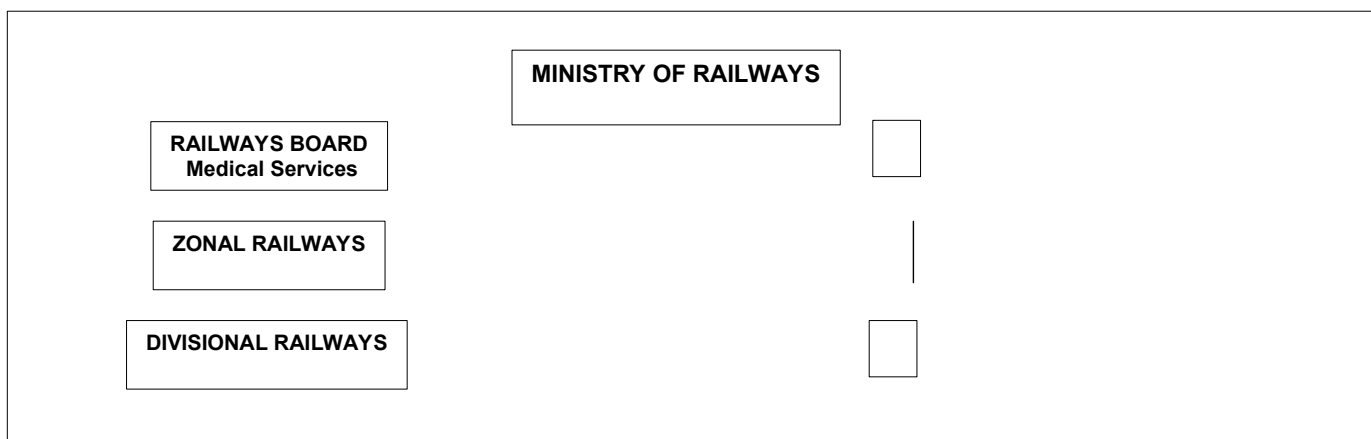 MINISTRY OF RAILWAYS
RAILWAYS BOARD
Medical Services
ZONAL RAILWAYS
DIVISIONAL RAILWAYS